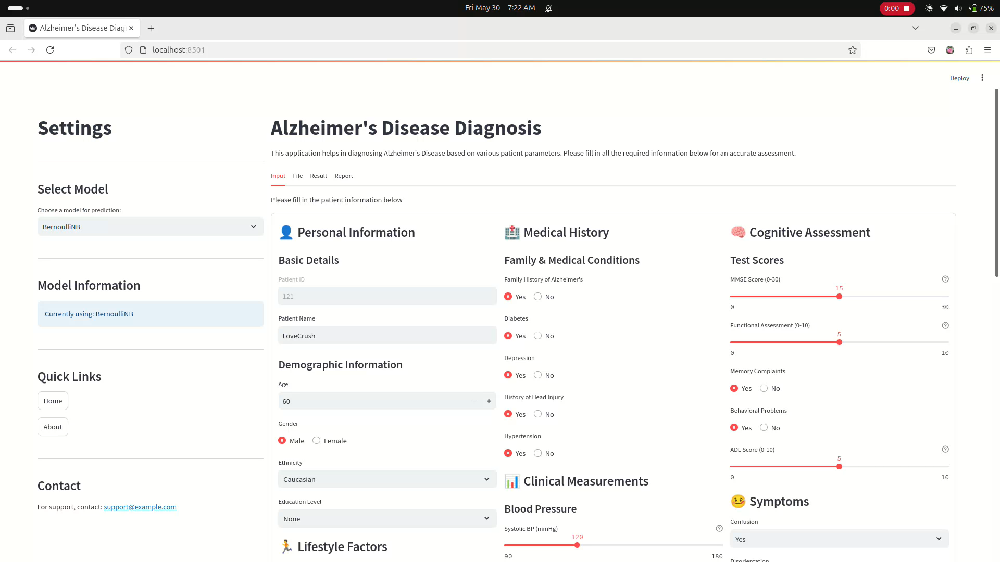 Fri May 30 7:22 AM
0:00
75%
Alzheimer's Disease Diag
localhost:8501
Deploy
Settings
Select Model
Choose a model for prediction:
BernoulliNB
Model Information
Currently using: BernoulliNB
Quick Links
Home
About
Contact
For support, contact: support@example.com
Alzheimer's Disease Diagnosis
This application helps in diagnosing Alzheimer's Disease based on various patient parameters. Please fill in all the required information below for an accurate assessment.
Input File Result Report
Please fill in the patient information below
Personal Information
Basic Details
Patient ID
121
Patient Name
LoveCrush
Demographic Information
Age
60
Gender
Male Female
Ethnicity
Caucasian
Education Level
None
Lifestyle Factors
Medical History
Family & Medical Conditions
Family History of Alzheimer's
Yes No
Diabetes
Yes No
Depression
Yes No
History of Head Injury
Yes No
Hypertension
Yes No
Clinical Measurements
Blood Pressure
Systolic BP (mmHg)
120
90 180
Cognitive Assessment
Test Scores
MMSE Score (0-30)
15
0 30
Functional Assessment (0-10)
5
0 10
Memory Complaints
Yes No
Behavioral Problems
Yes No
ADL Score (0-10)
5
0 10
Symptoms
Confusion
Yes
Disorientation